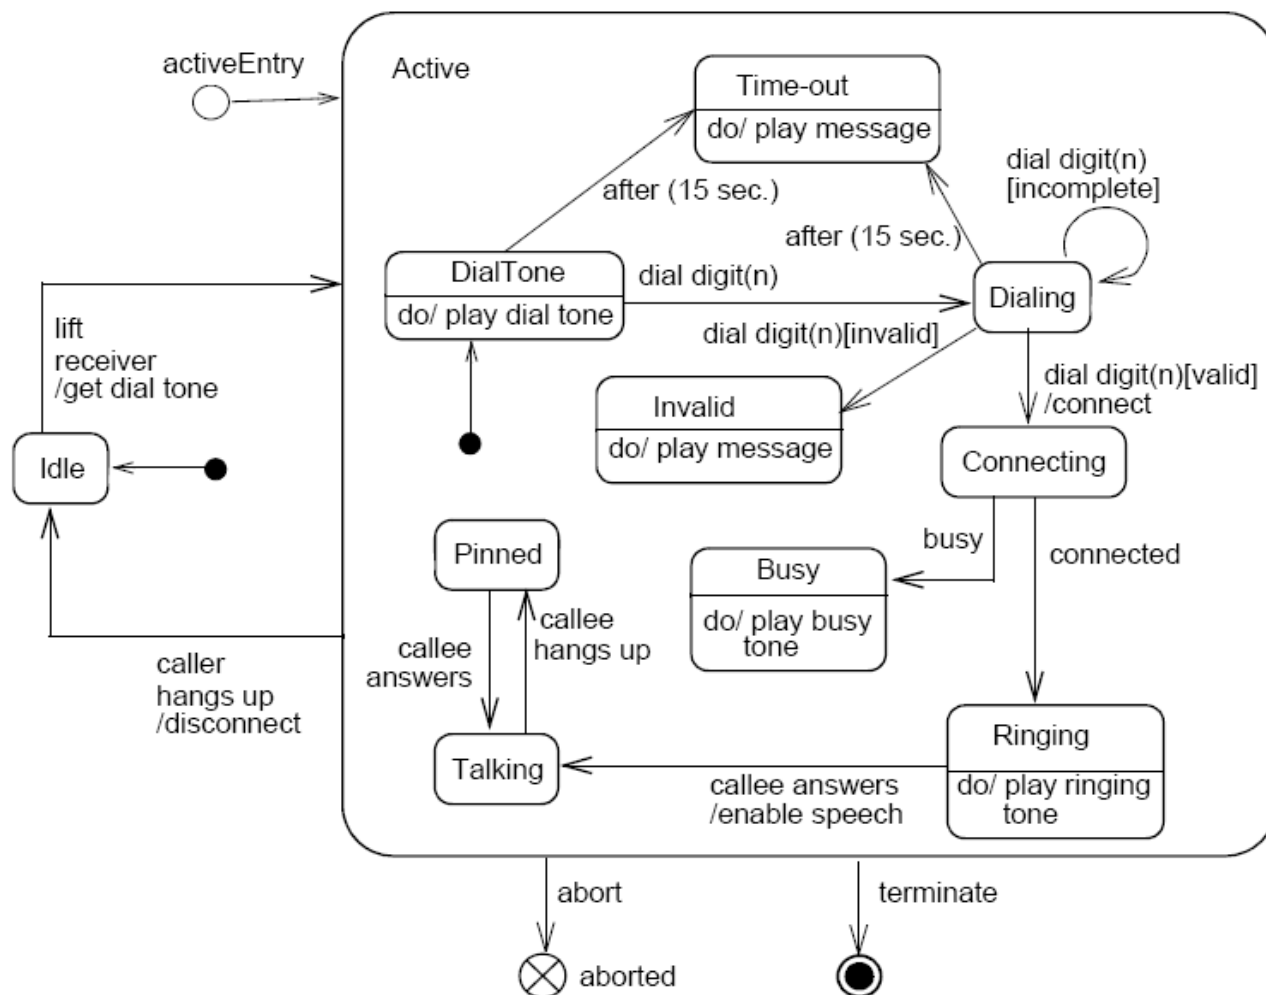 activeEntry
Active
Time-out
do/ play message
dial digit(n)
[incomplete]
after (15 sec.)
after (15 sec.)
DialTone
do/ play dial tone
dial digit(n)
Dialing
lift
receiver
/get dial tone
dial digit(n)[invalid]
dial digit(n)[valid]
/connect
Invalid
do/ play message
Idle
Connecting
Pinned
busy
connected
Busy
do/ play busy
tone
callee
hangs up
callee
answers
caller
hangs up
/disconnect
Talking
Ringing
do/ play ringing
tone
callee answers
/enable speech
abort
terminate
aborted